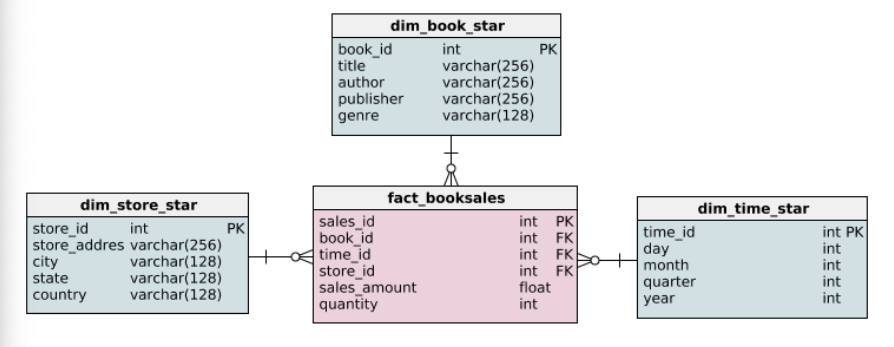 dim_book_star
book_id int PK
title varchar(256)
author varchar(256)
publisher varchar(256)
genre varchar(128)
dim_store_star
store_id int PK
store_addres varchar(256)
city varchar(128)
state varchar(128)
country varchar(128)
fact_booksales
sales_id int PK
book_id int FK
time_id int FK
store_id int FK
sales_amount float
quantity int
dim_time_star
time_id int PK
day int
month int
quarter int
year int